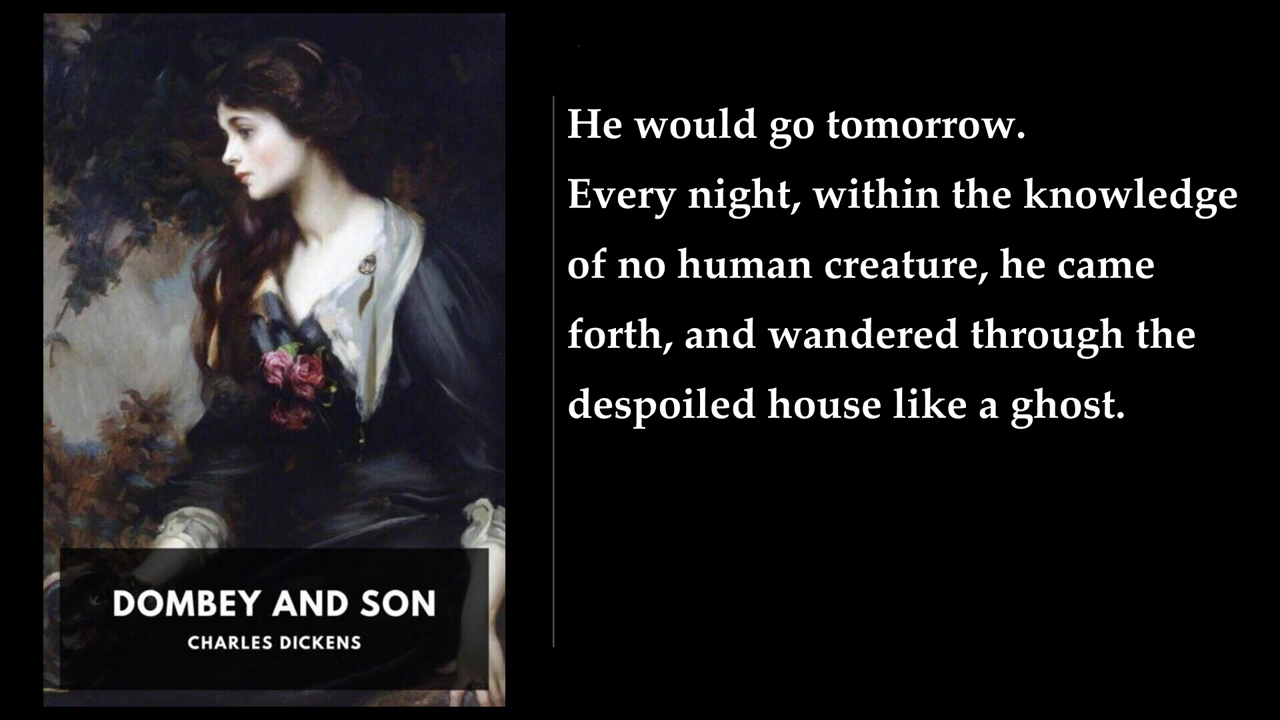 He would go tomorrow.
Every night, within the knowledge
of no human creature, he came
forth, and wandered through the
despoiled house like a ghost.
DOMBEY AND SON
CHARLES DICKENS